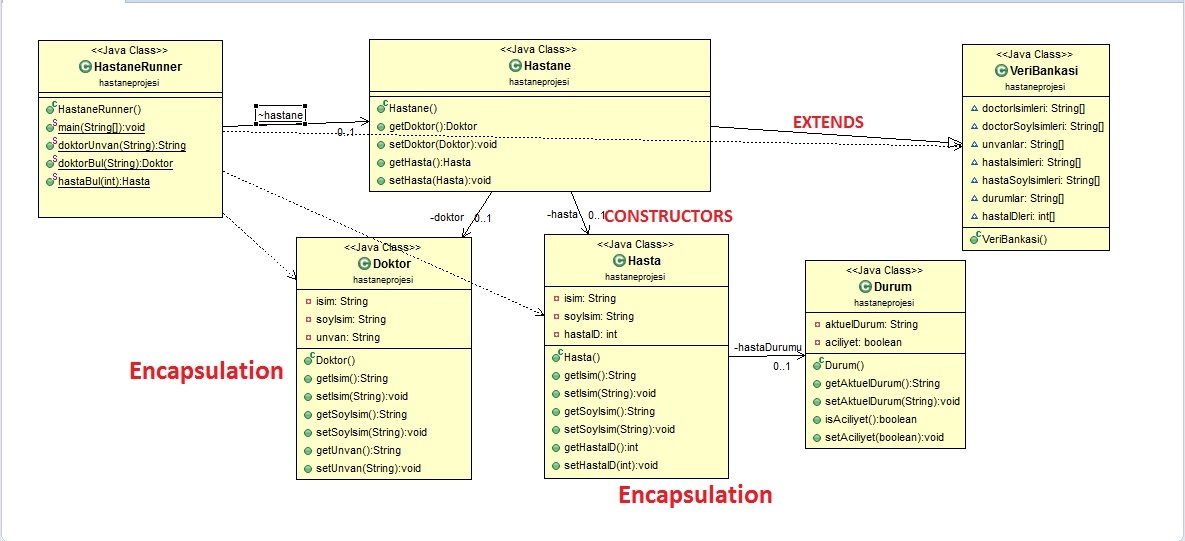 <<Java Class>>
HastaneRunner
hastaneprojesi
HastaneRunner()
main(String[]):void
doktorUnvan(String):String
doktorBul(String):Doktor
hastaBul(int):Hasta
~hastane
0..1
<<Java Class>>
Hastane
hastaneprojesi
Hastane()
getDoktor():Doktor
setDoktor(Doktor):void
getHasta():Hasta
setHasta(Hasta):void
EXTENDS
<<Java Class>>
VeriBankasi
hastaneprojesi
doctorIsimleri: String[]
doctorSoyIsimleri: String[]
unvanlar: String[]
hastaIsimleri: String[]
hastaSoyIsimleri: String[]
durumlar: String[]
hastaIDleri: int[]
VeriBankasi()
-doktor
0..1
-hasta
0..1
CONSTRUCTORS
<<Java Class>>
Doktor
hastaneprojesi
isim: String
soyIsim: String
unvan: String
Doktor()
getIsim():String
setIsim(String):void
getSoyIsim():String
setSoyIsim(String):void
getUnvan():String
setUnvan(String):void
Encapsulation
<<Java Class>>
Hasta
hastaneprojesi
isim: String
soyIsim: String
hastaID: int
Hasta()
getIsim():String
setIsim(String):void
getSoyIsim():String
setSoyIsim(String):void
getHastaID():int
setHastaID(int):void
Encapsulation
-hastaDurumu
0..1
<<Java Class>>
Durum
hastaneprojesi
aktuelDurum: String
aciliyet: boolean
Durum()
getAktuelDurum():String
setAktuelDurum(String):void
isAciliyet():boolean
setAciliyet(boolean):void